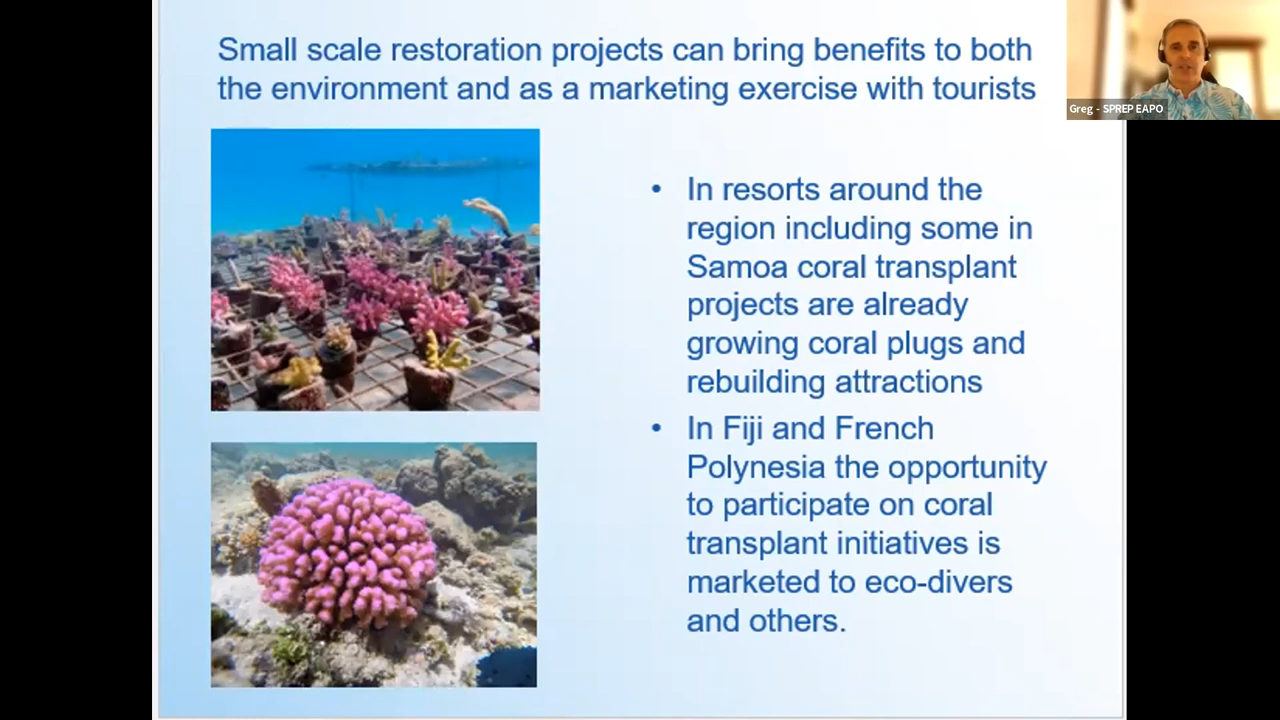 Small scale restoration projects can bring benefits to both
the environment and as a marketing exercise with tourists
Greg - SPREP EAPO
• In resorts around the
region including some in
Samoa coral transplant
projects are already
growing coral plugs and
rebuilding attractions
• In Fiji and French
Polynesia the opportunity
to participate on coral
transplant initiatives is
marketed to eco-divers
and others.